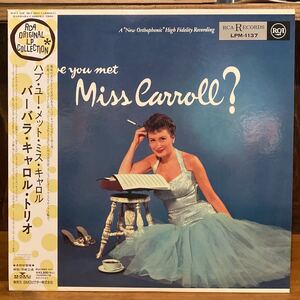 RCA
ORIGINAL
LP
COLLECTION
ハブ・ユー・メット・ミス・キャロル
バーバラ・キャロル・トリオ
A "New Orthophonic" High Fidelity Recording
RCA RECORDS
LPM-1137
RCA
ve you met
Miss Carroll?